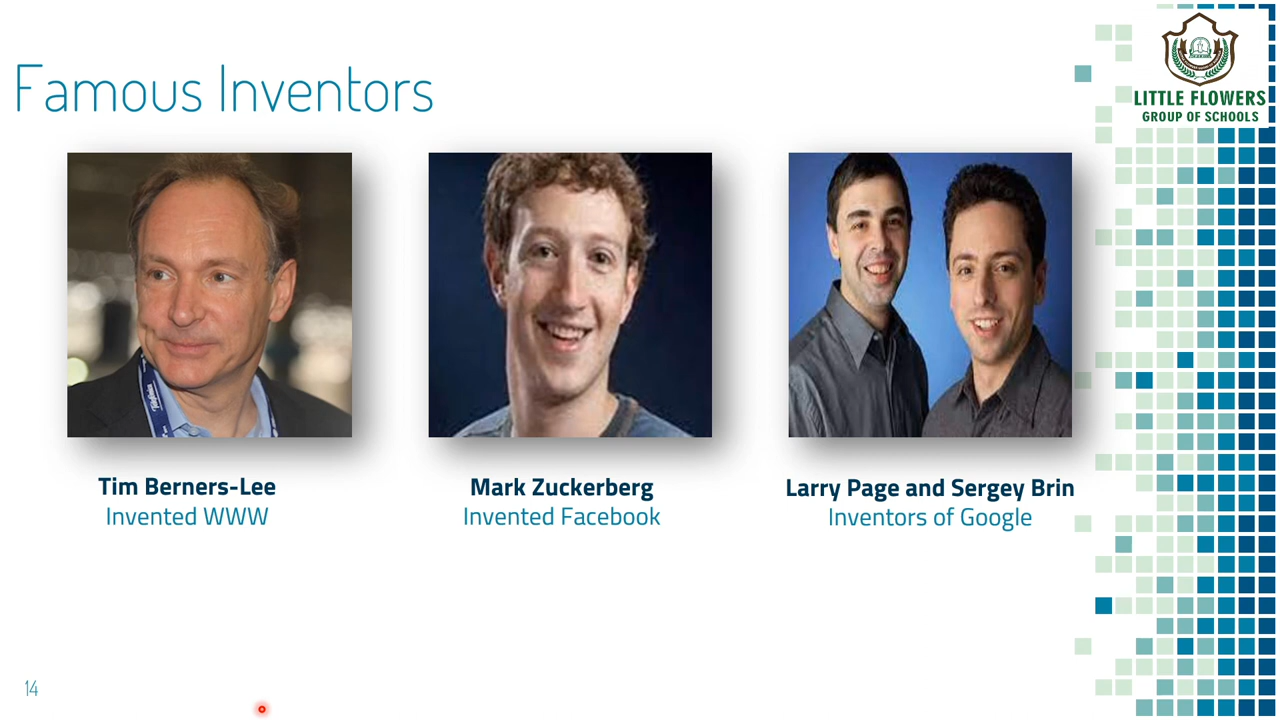 LITTLE FLOWERS
GROUP OF SCHOOLS
Famous Inventors
Tim Berners-Lee
Invented WWW
Mark Zuckerberg
Invented Facebook
Larry Page and Sergey Brin
Inventors of Google
14